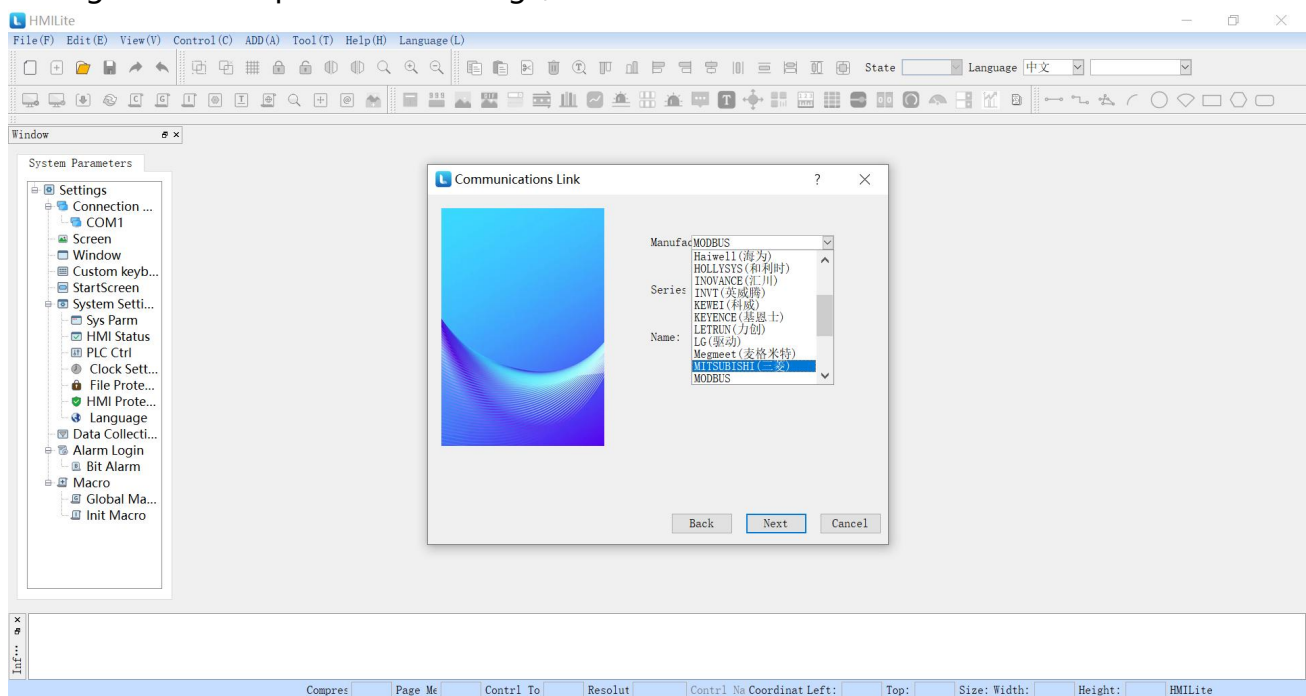 HMILite
File(F) Edit(E) View(V) Control(C) ADD(A) Tool(T) Help(H) Language(L)
State Language 中文
Window
System Parameters
Settings
Connection ...
COM1
Screen
Window
Custom keyb...
StartScreen
System Setti...
Sys Parm
HMI Status
PLC Ctrl
Clock Sett...
File Prote...
HMI Prote...
Language
Data Collecti...
Alarm Login
Bit Alarm
Macro
Global Ma...
Init Macro
Communications Link
Manufac MODBUS
Haiwell(海为)
HOLLYSYS(和利时)
INOVANCE(汇川)
Series
INVT(英威腾)
KEWEI(科威)
KEYENCE(基恩士)
Name:
LETRUN(力创)
LG(驱动)
Megmeet(麦格米特)
MITSUBISHI(三菱)
MODBUS
Back Next Cancel
Inf...
Compres Page Me Contrl To Resolut Contrl Na Coordinat Left: Top: Size: Width: Height: HMILite